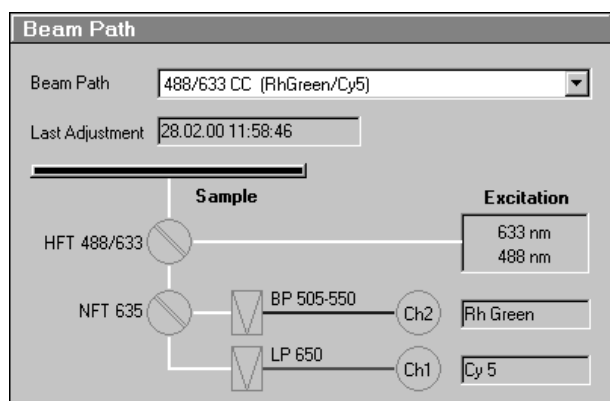 Beam Path
Beam Path 488/633 CC (RhGreen/Cy5)
Last Adjustment 28.02.00 11:58:46
Sample Excitation
HFT 488/633 633 nm
488 nm
NFT 635 BP 505-550 Ch2 Rh Green
LP 650 Ch1 Cy 5